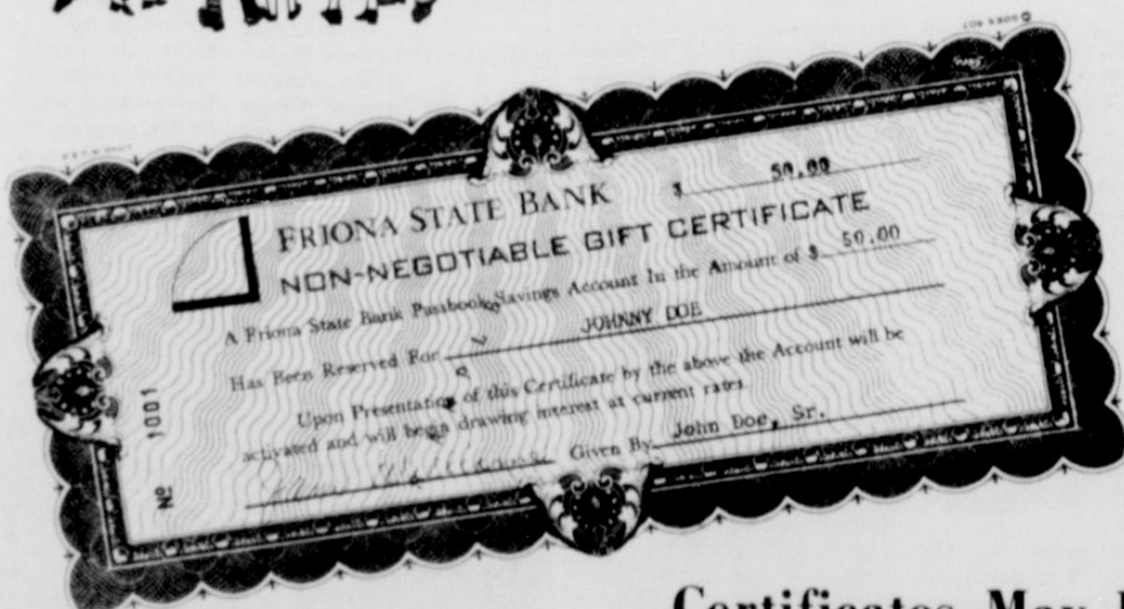 FRIONA STATE BANK $ 50.00
NON-NEGOTIABLE GIFT CERTIFICATE
A Friona State Bank Passbook Savings Account In the Amount of $ 50.00
Has Been Reserved For JOHNNY DOE
Upon Presentation of this Certificate by the above the Account will be
activated and will begin drawing interest at current rates.
Given By John Doe, Sr.
Nº 1001
Certificates May